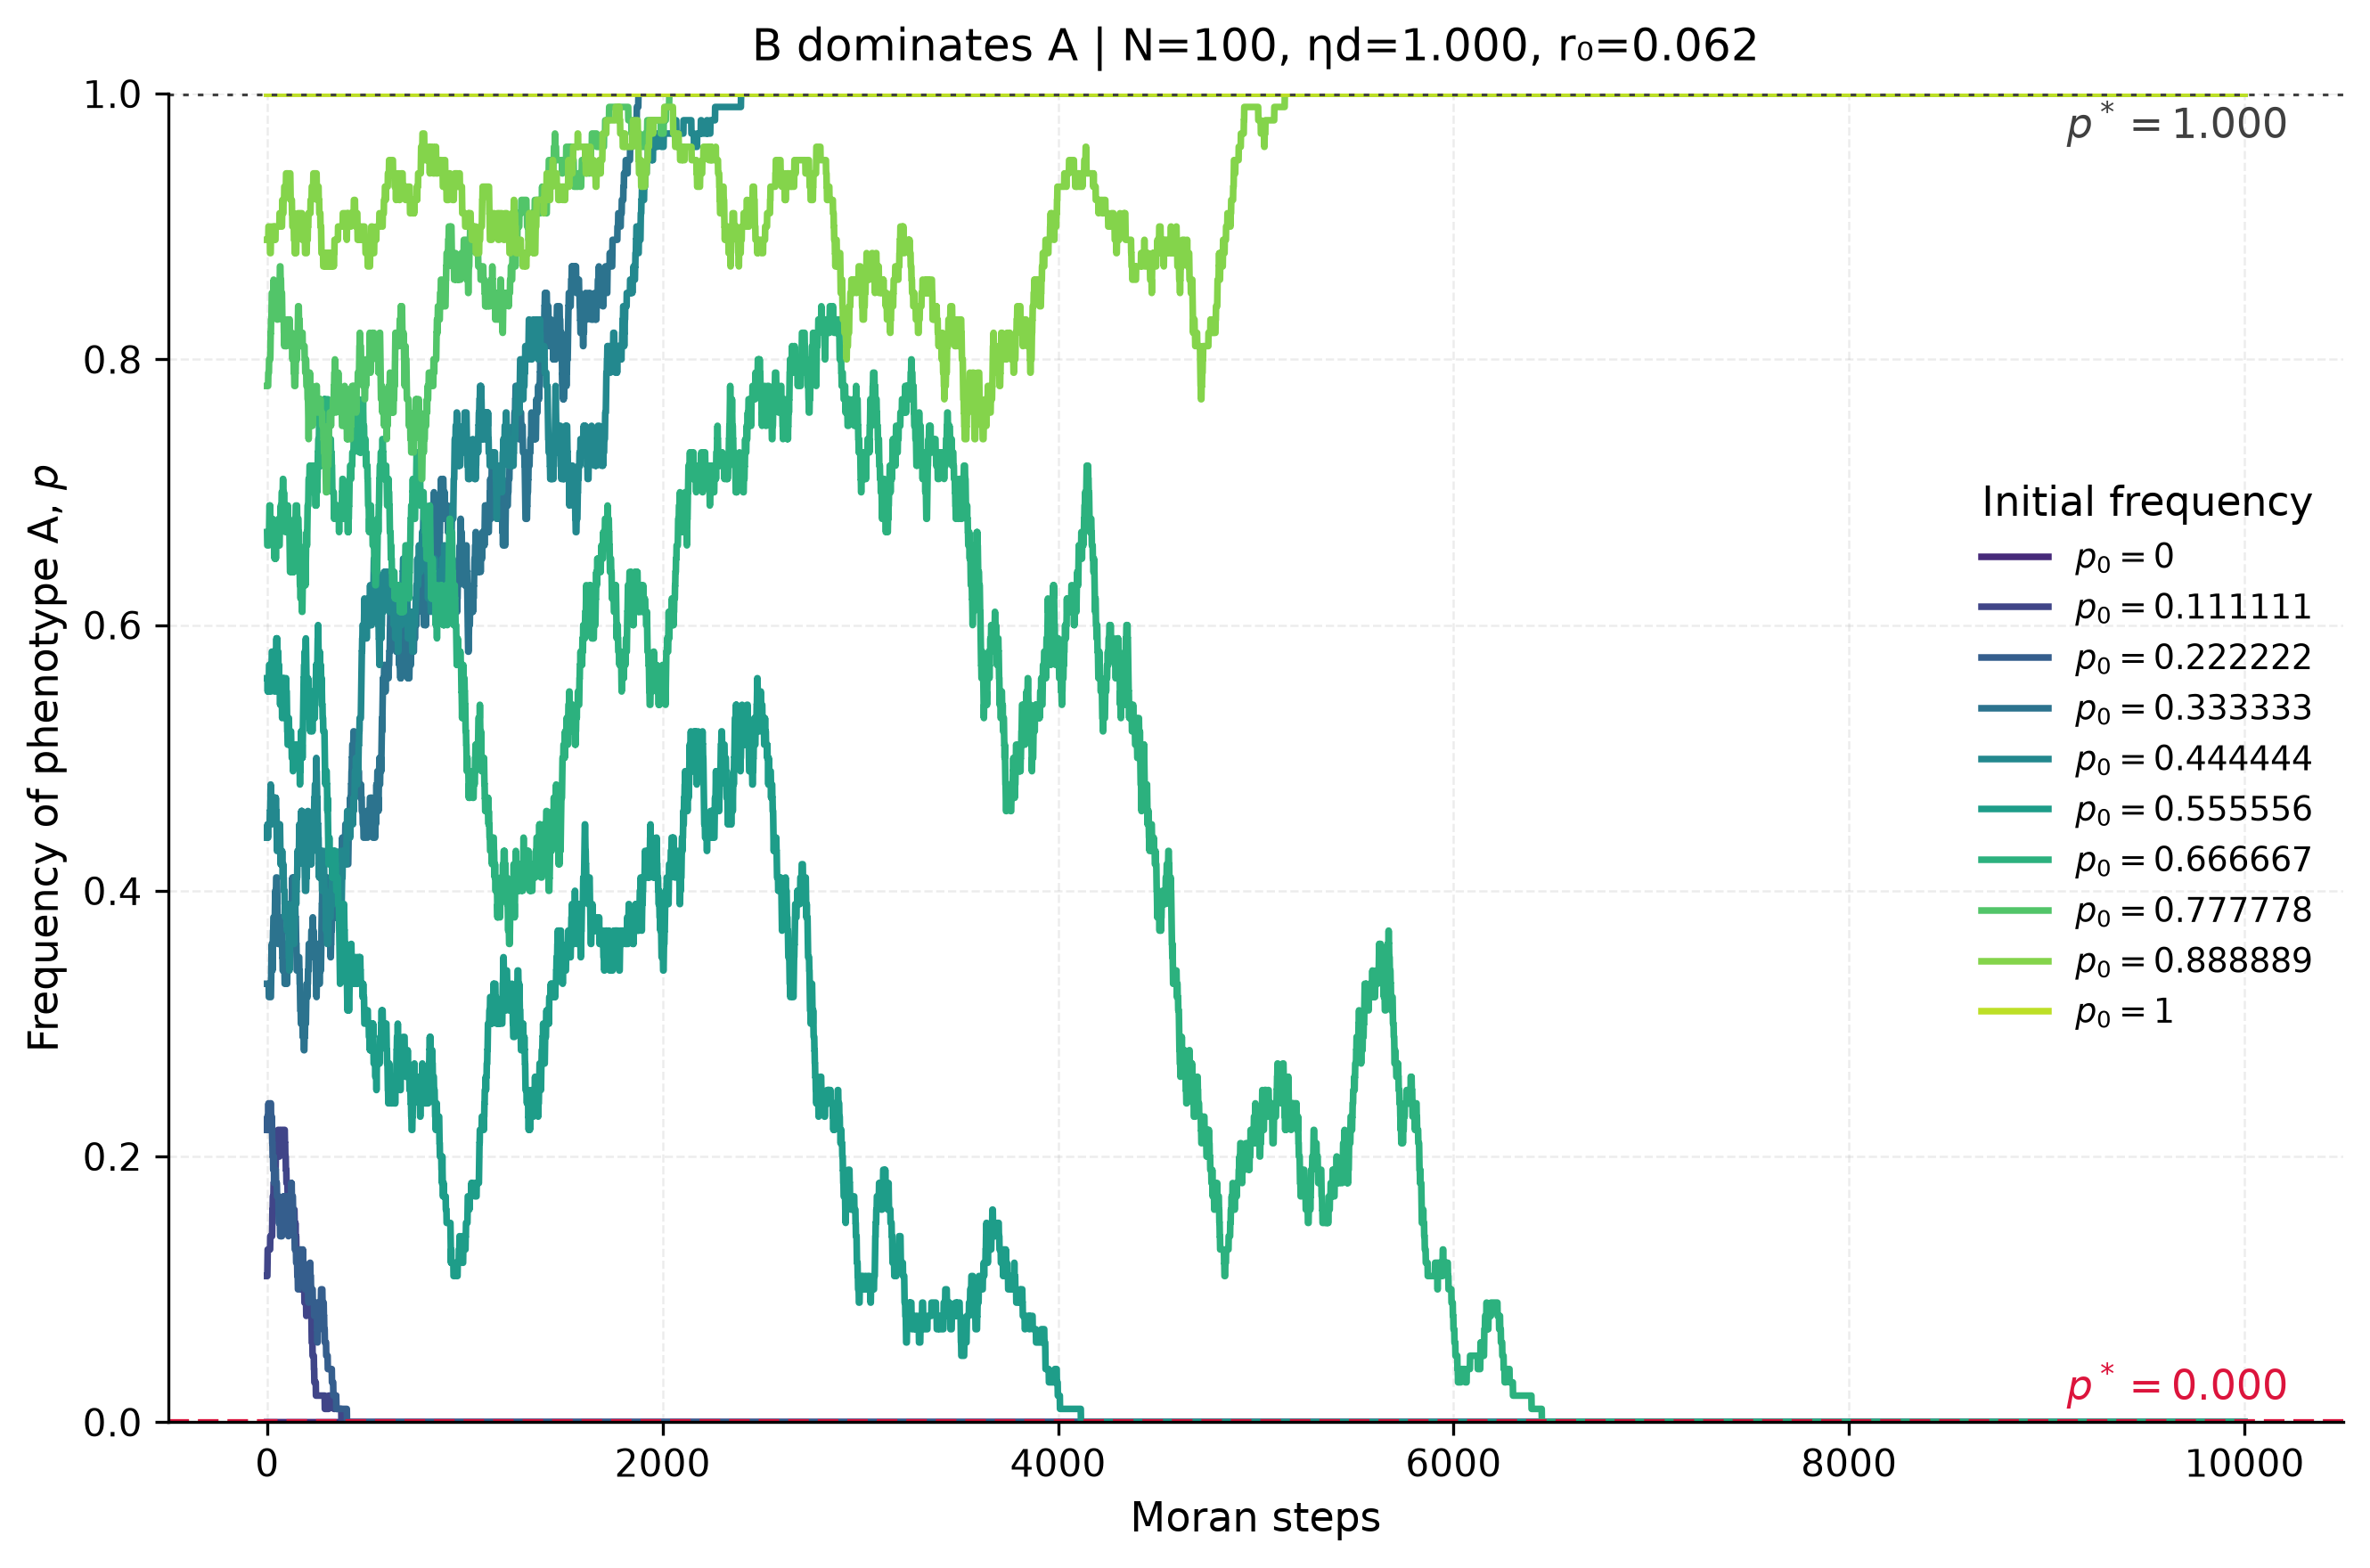 B dominates A | N=100, ηd=1.000, r₀=0.062
1.0
0.8
0.6
0.4
0.2
0.0
Frequency of phenotype A, p
p* = 1.000
Initial frequency
p₀ = 0
p₀ = 0.111111
p₀ = 0.222222
p₀ = 0.333333
p₀ = 0.444444
p₀ = 0.555556
p₀ = 0.666667
p₀ = 0.777778
p₀ = 0.888889
p₀ = 1
p* = 0.000
0 2000 4000 6000 8000 10000
Moran steps